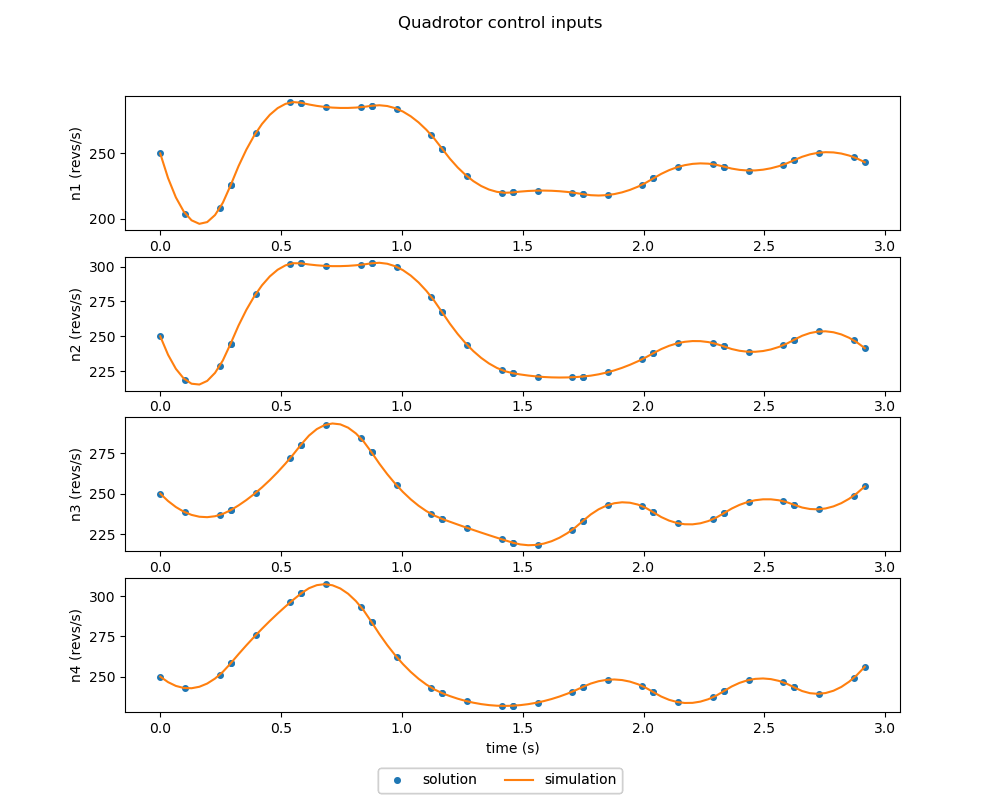 Quadrotor control inputs
250
200
n1 (revs/s)
0.0 0.5 1.0 1.5 2.0 2.5 3.0
300
275
250
225
n2 (revs/s)
0.0 0.5 1.0 1.5 2.0 2.5 3.0
275
250
225
n3 (revs/s)
0.0 0.5 1.0 1.5 2.0 2.5 3.0
300
275
250
n4 (revs/s)
0.0 0.5 1.0 1.5 2.0 2.5 3.0
time (s)
solution simulation